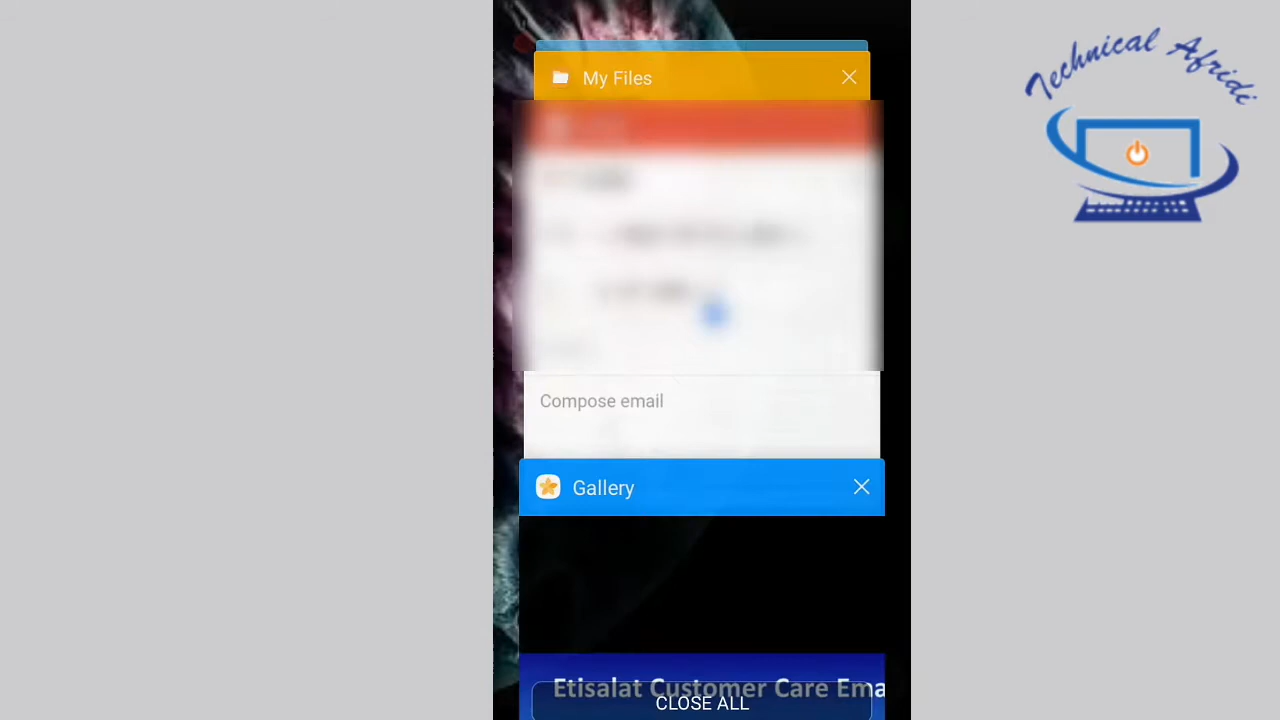 Technical Afridi
My Files
Compose email
Gallery
Etisalat Customer Care Ema
CLOSE ALL